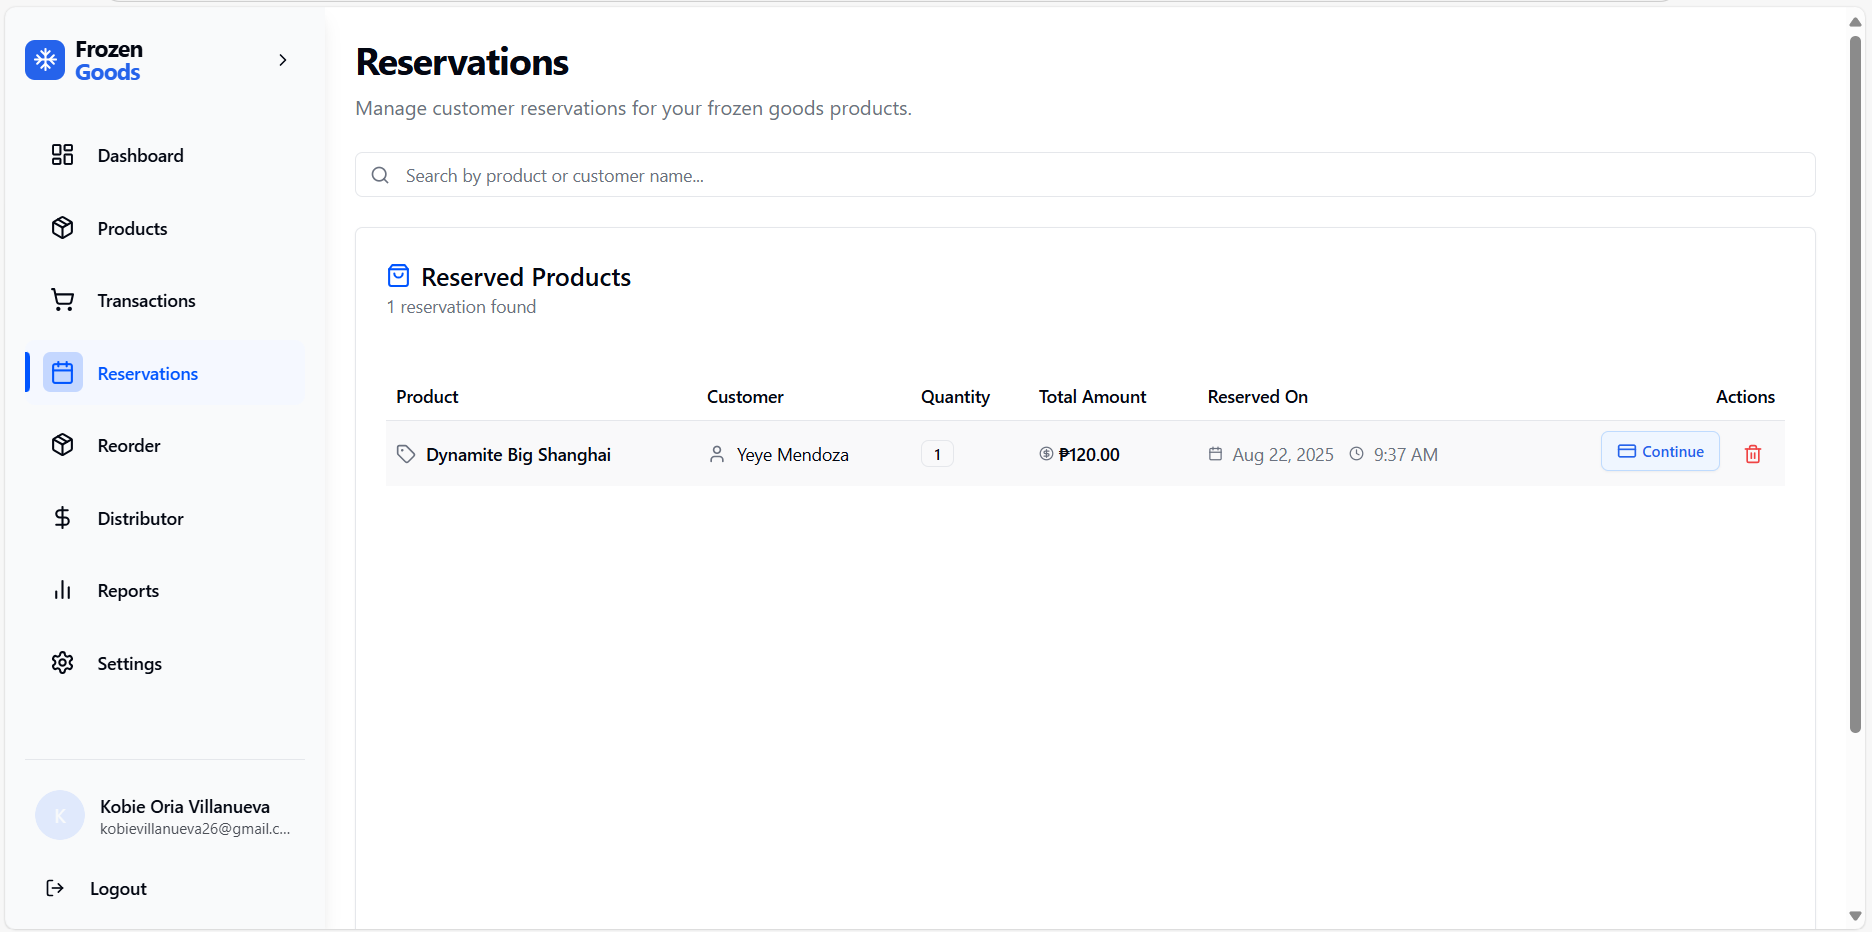 Frozen
Goods
Dashboard
Products
Transactions
Reservations
Reorder
Distributor
Reports
Settings
K
Kobie Oria Villanueva
kobievillanueva26@gmail.c...
Logout
Reservations
Manage customer reservations for your frozen goods products.
Search by product or customer name...
Reserved Products
1 reservation found
Product Customer Quantity Total Amount Reserved On Actions
Dynamite Big Shanghai Yeye Mendoza 1 ₱120.00 Aug 22, 2025 9:37 AM Continue